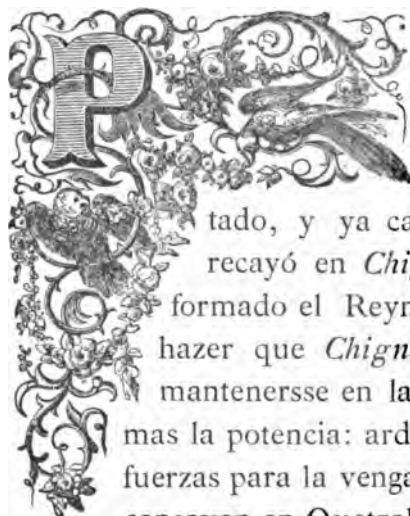 P
tado, y ya ca
recayó en Chi
formado el Reyn
hazer que Chign
mantenersse en la
mas la potencia: ard
fuerzas para la venga